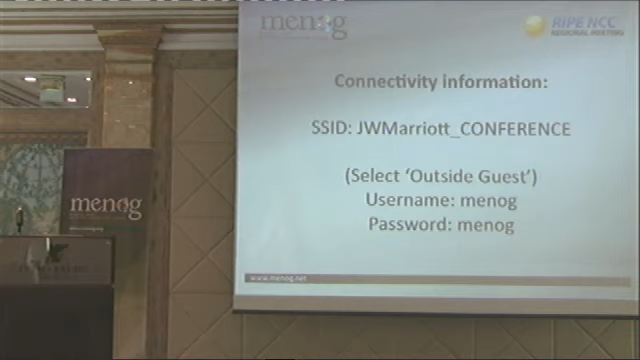 menog
RIPE NCC
REGIONAL MEETING
Connectivity information:
SSID: JWMarriott_CONFERENCE
(Select ‘Outside Guest’)
Username: menog
Password: menog
www.menog.net
menog